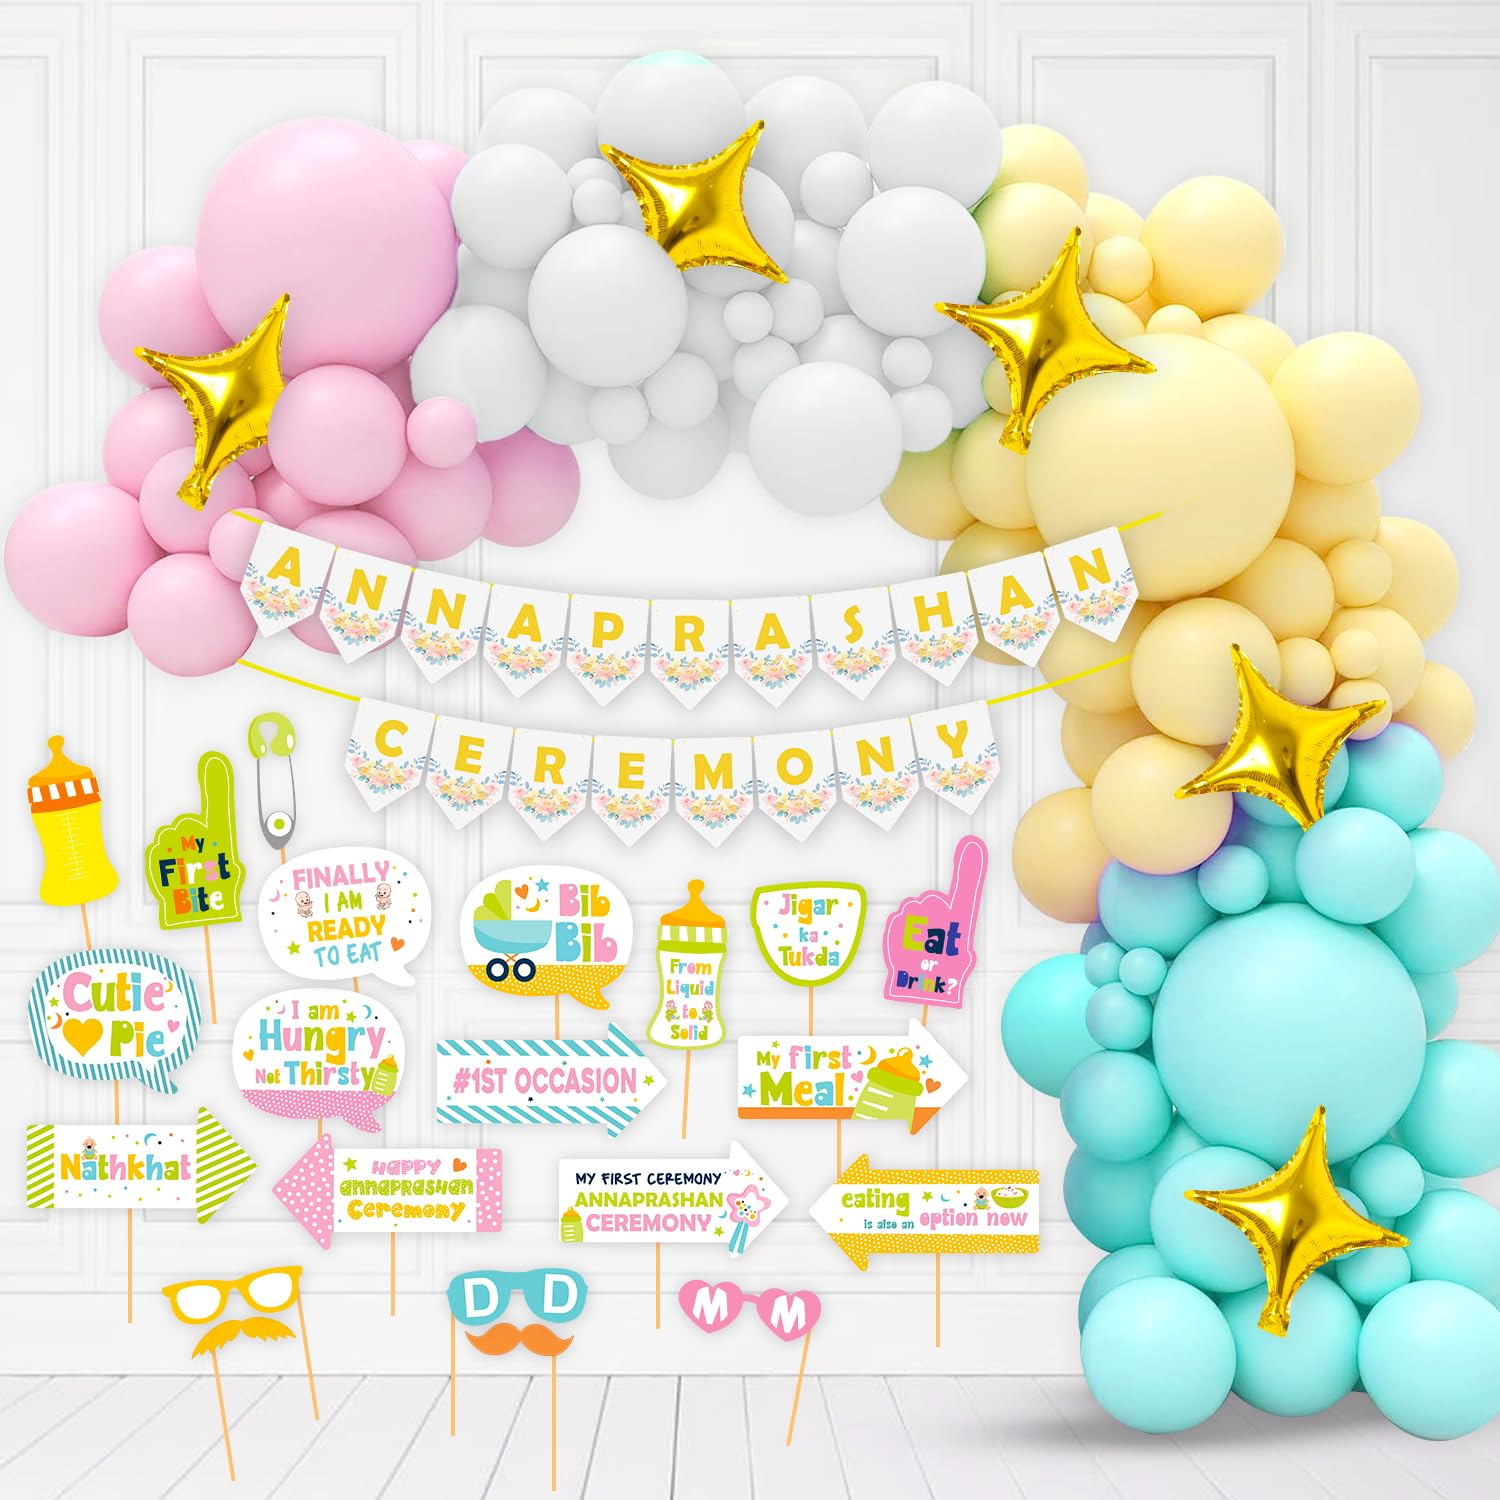 ANNAPRASHAN
CEREMONY
My
First
Bite
FINALLY
I AM
READY
TO EAT
Bib
Bib
From
Liquid
to
Solid
Jigar
ka
Tukda
Eat
or
Drink?
Cutie
Pie
I am
Hungry
Not Thirsty
#1ST OCCASION
My first
Meal
Nathkhat
Happy
annaprashan
Ceremony
MY FIRST CEREMONY
ANNAPRASHAN
CEREMONY
eating
is also an option now
D D
M M